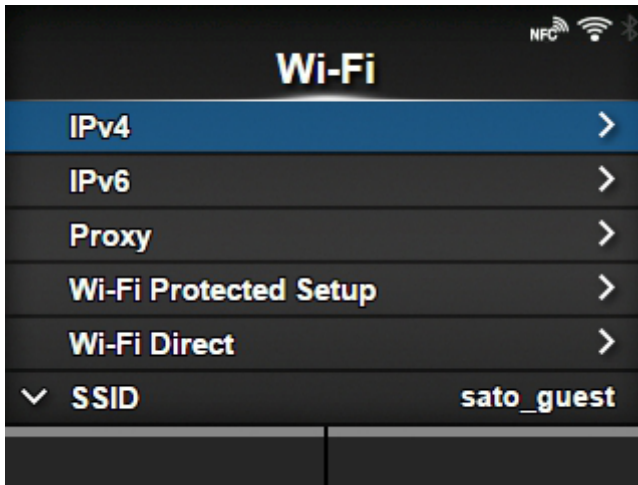 NFC
Wi-Fi
IPv4
IPv6
Proxy
Wi-Fi Protected Setup
Wi-Fi Direct
SSID sato_guest